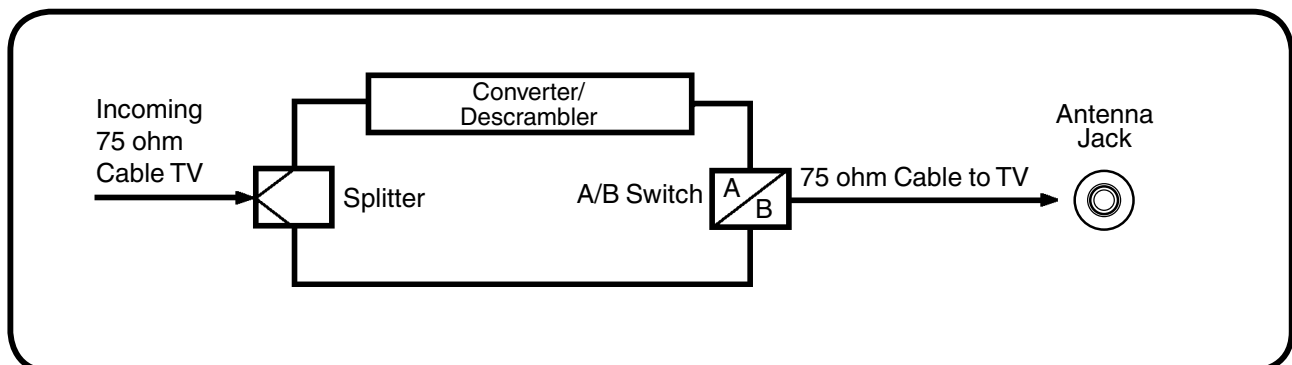 Incoming
75 ohm
Cable TV
Converter/
Descrambler
Splitter
A/B Switch
A
B
75 ohm Cable to TV
Antenna
Jack